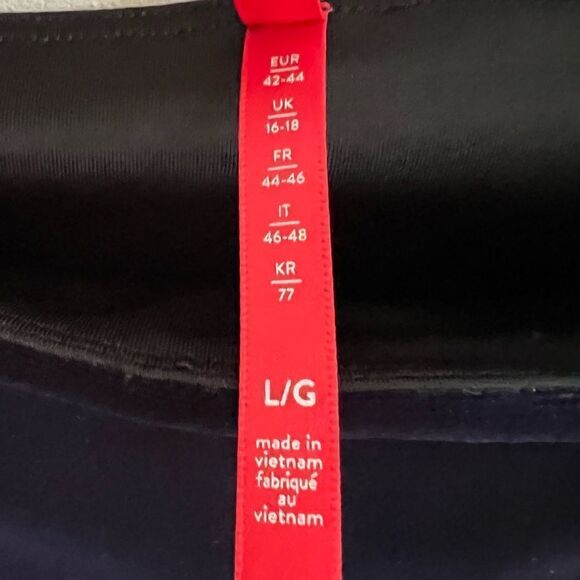 EUR
42-44
UK
16-18
FR
44-46
IT
46-48
KR
77
L/G
made in
vietnam
fabriqué
au
vietnam